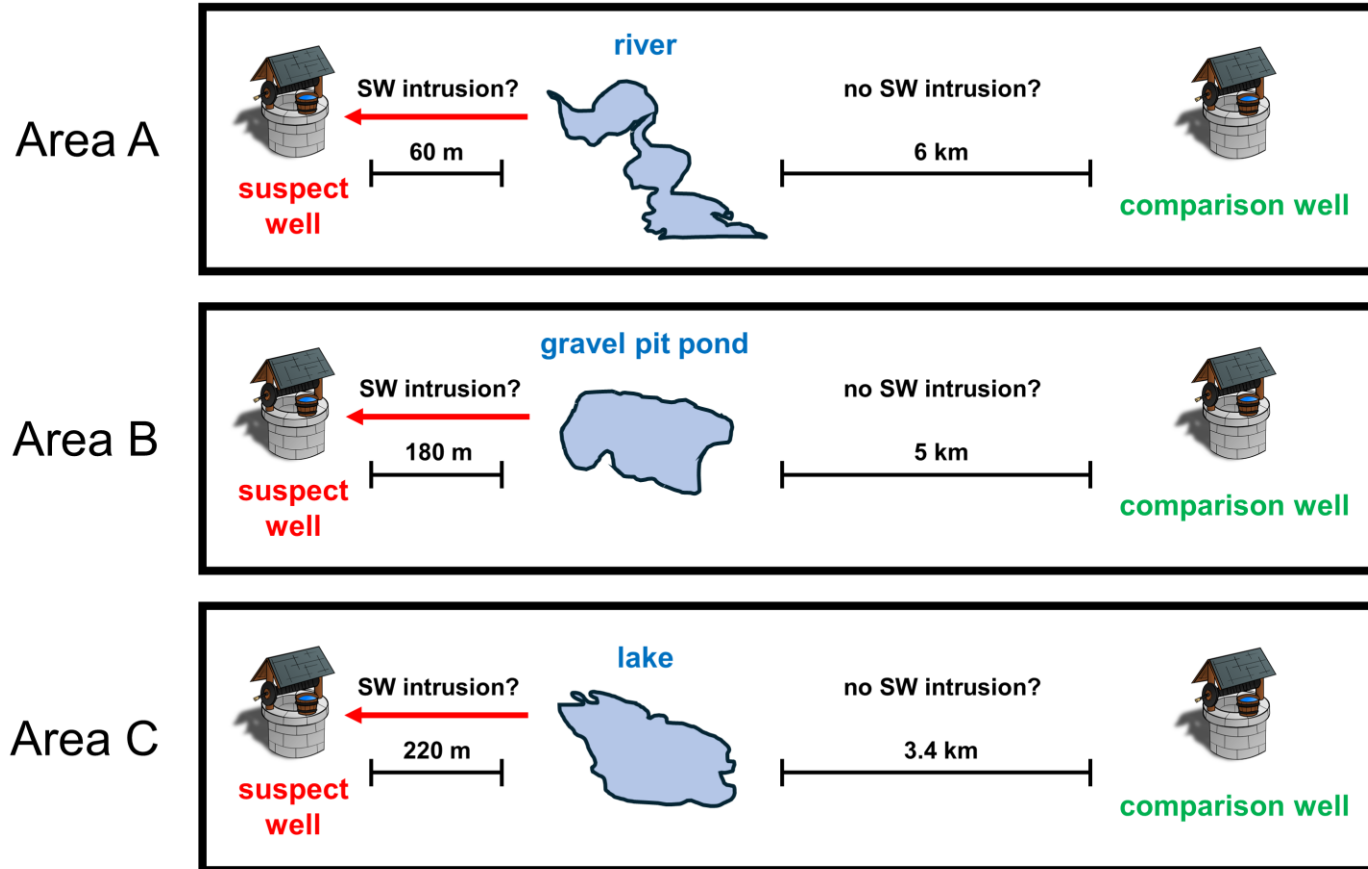 river
SW intrusion?
no SW intrusion?
Area A
60 m
6 km
suspect
well
comparison well
gravel pit pond
SW intrusion?
no SW intrusion?
Area B
180 m
5 km
suspect
well
comparison well
lake
SW intrusion?
no SW intrusion?
Area C
220 m
3.4 km
suspect
well
comparison well